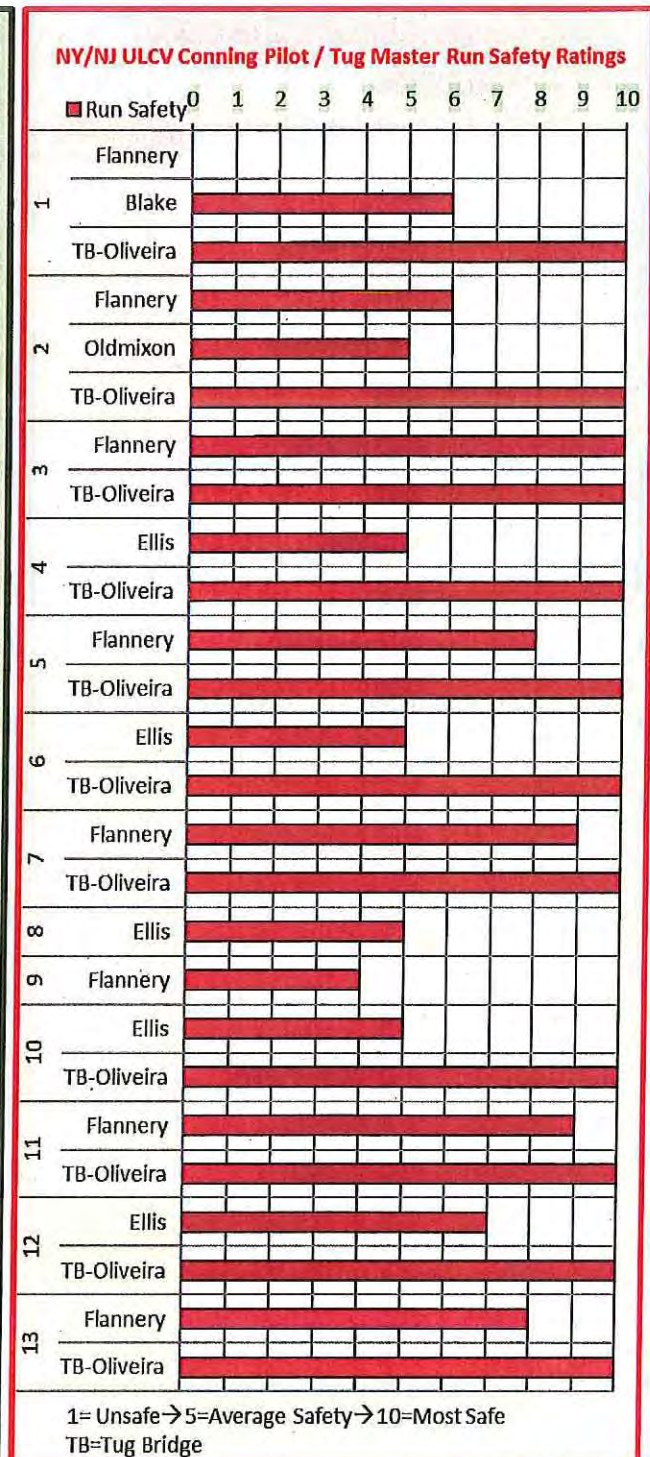 NY/NJ ULCV Conning Pilot / Tug Master Run Safety Ratings
Run Safety 0 1 2 3 4 5 6 7 8 9 10
1
Flannery
Blake
TB-Oliveira
2
Flannery
Oldmixon
TB-Oliveira
3
Flannery
TB-Oliveira
4
Ellis
TB-Oliveira
5
Flannery
TB-Oliveira
6
Ellis
TB-Oliveira
7
Flannery
TB-Oliveira
8
Ellis
9
Flannery
10
Ellis
TB-Oliveira
11
Flannery
TB-Oliveira
12
Ellis
TB-Oliveira
13
Flannery
TB-Oliveira
1= Unsafe→5=Average Safety→10=Most Safe
TB=Tug Bridge